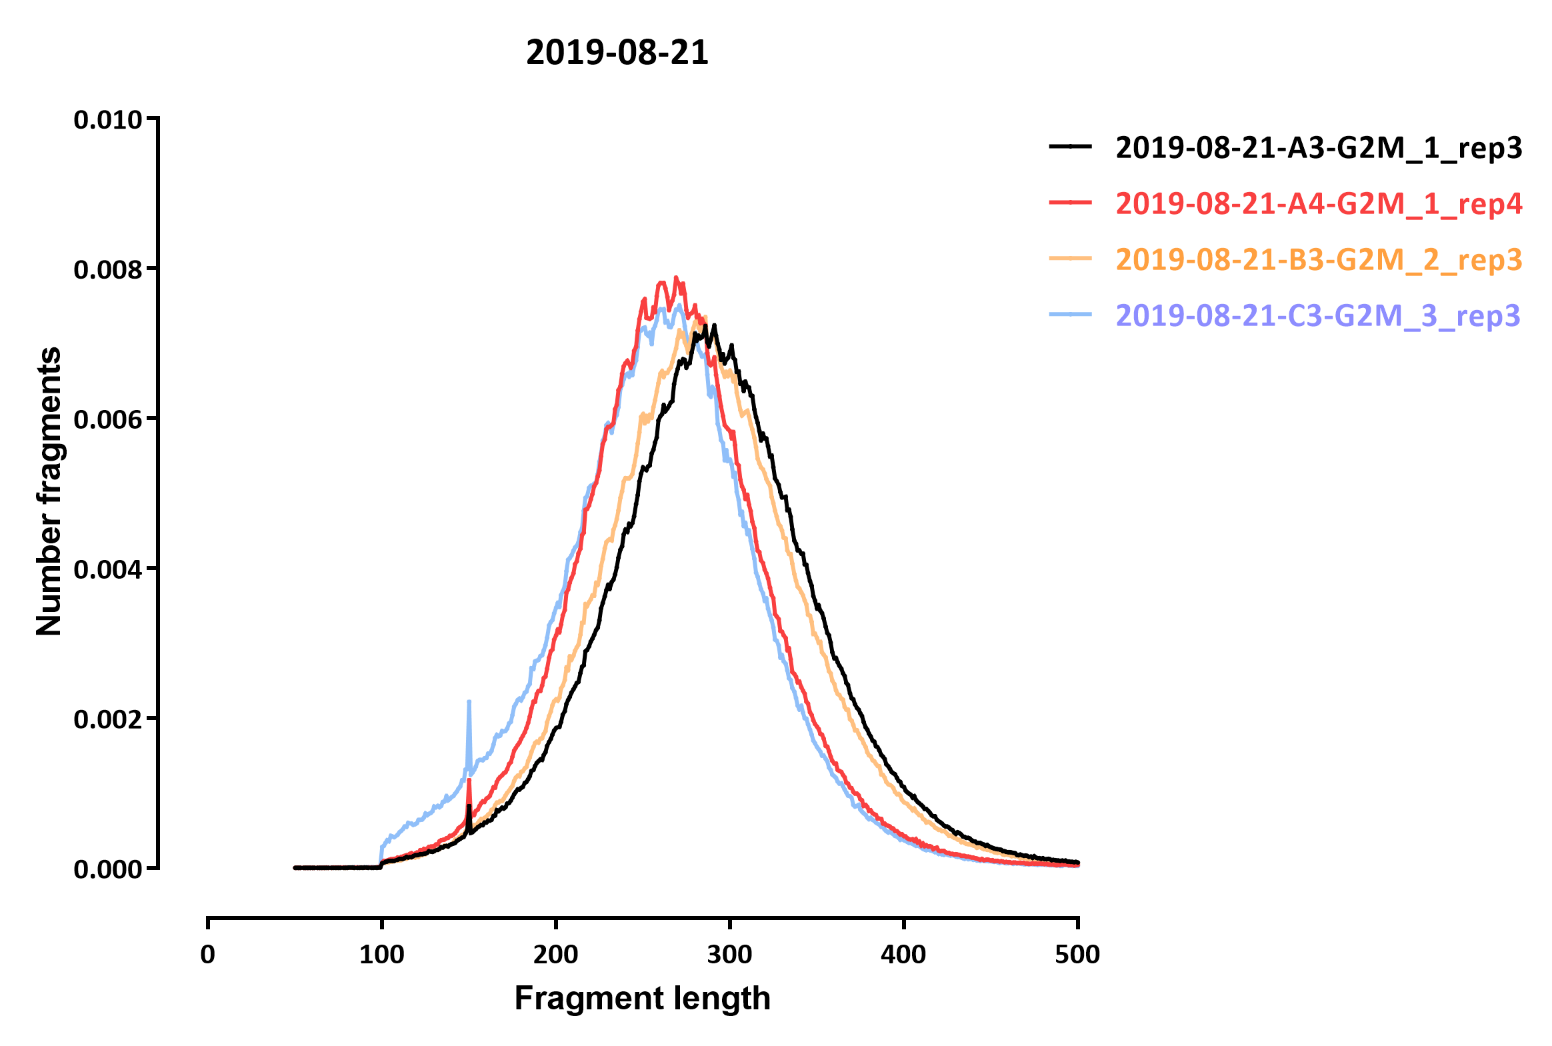 2019-08-21
0.010
0.008
0.006
0.004
0.002
0.000
Number fragments
0 100 200 300 400 500
Fragment length
2019-08-21-A3-G2M_1_rep3
2019-08-21-A4-G2M_1_rep4
2019-08-21-B3-G2M_2_rep3
2019-08-21-C3-G2M_3_rep3